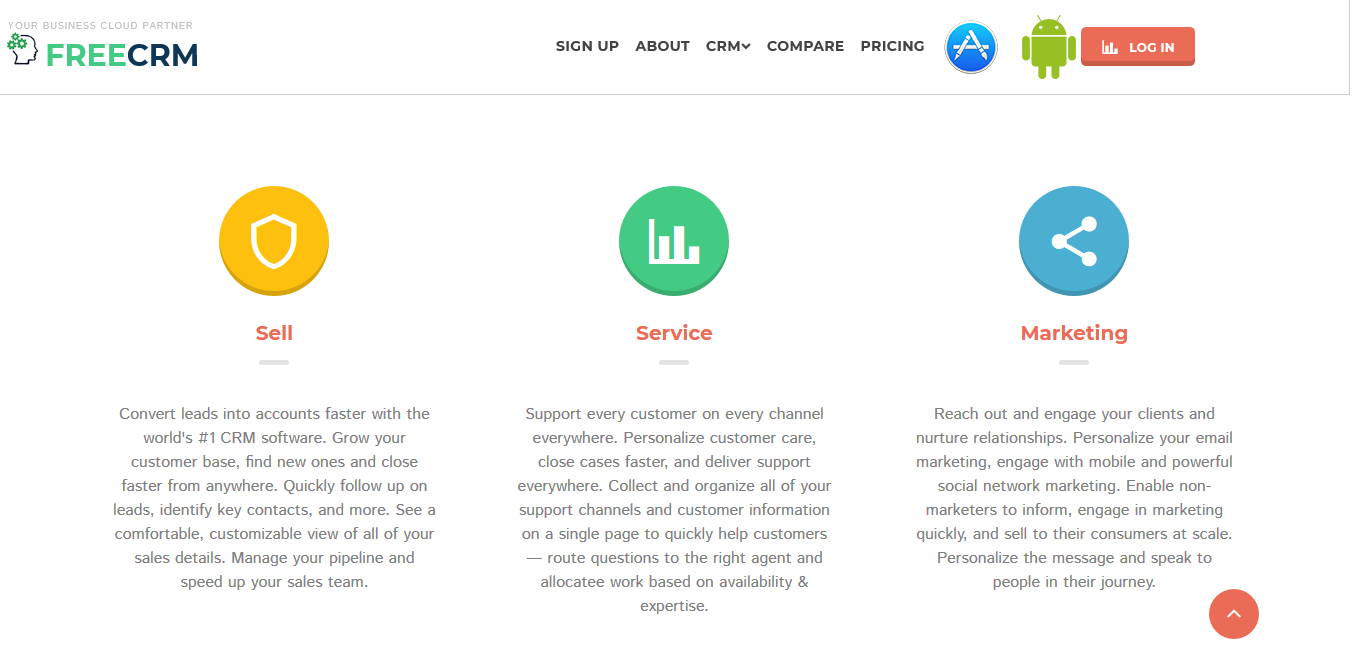 YOUR BUSINESS CLOUD PARTNER
FREECRM
SIGN UP ABOUT CRM COMPARE PRICING LOG IN
Sell
Convert leads into accounts faster with the
world's #1 CRM software. Grow your
customer base, find new ones and close
faster from anywhere. Quickly follow up on
leads, identify key contacts, and more. See a
comfortable, customizable view of all of your
sales details. Manage your pipeline and
speed up your sales team.
Service
Support every customer on every channel
everywhere. Personalize customer care,
close cases faster, and deliver support
everywhere. Collect and organize all of your
support channels and customer information
on a single page to quickly help customers
— route questions to the right agent and
allocatee work based on availability &
expertise.
Marketing
Reach out and engage your clients and
nurture relationships. Personalize your email
marketing, engage with mobile and powerful
social network marketing. Enable non-
marketers to inform, engage in marketing
quickly, and sell to their consumers at scale.
Personalize the message and speak to
people in their journey.